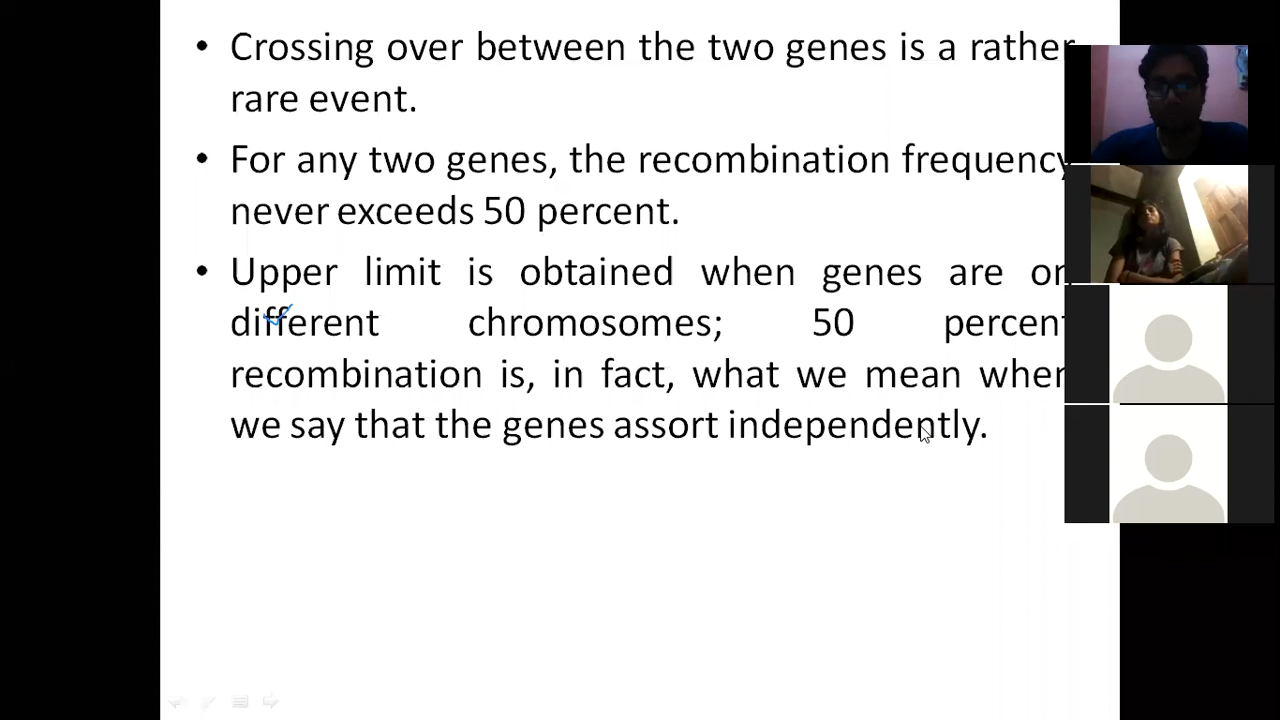 • Crossing over between the two genes is a rather
rare event.
• For any two genes, the recombination frequency
never exceeds 50 percent.
• Upper limit is obtained when genes are on
different chromosomes; 50 percent
recombination is, in fact, what we mean when
we say that the genes assort independently.